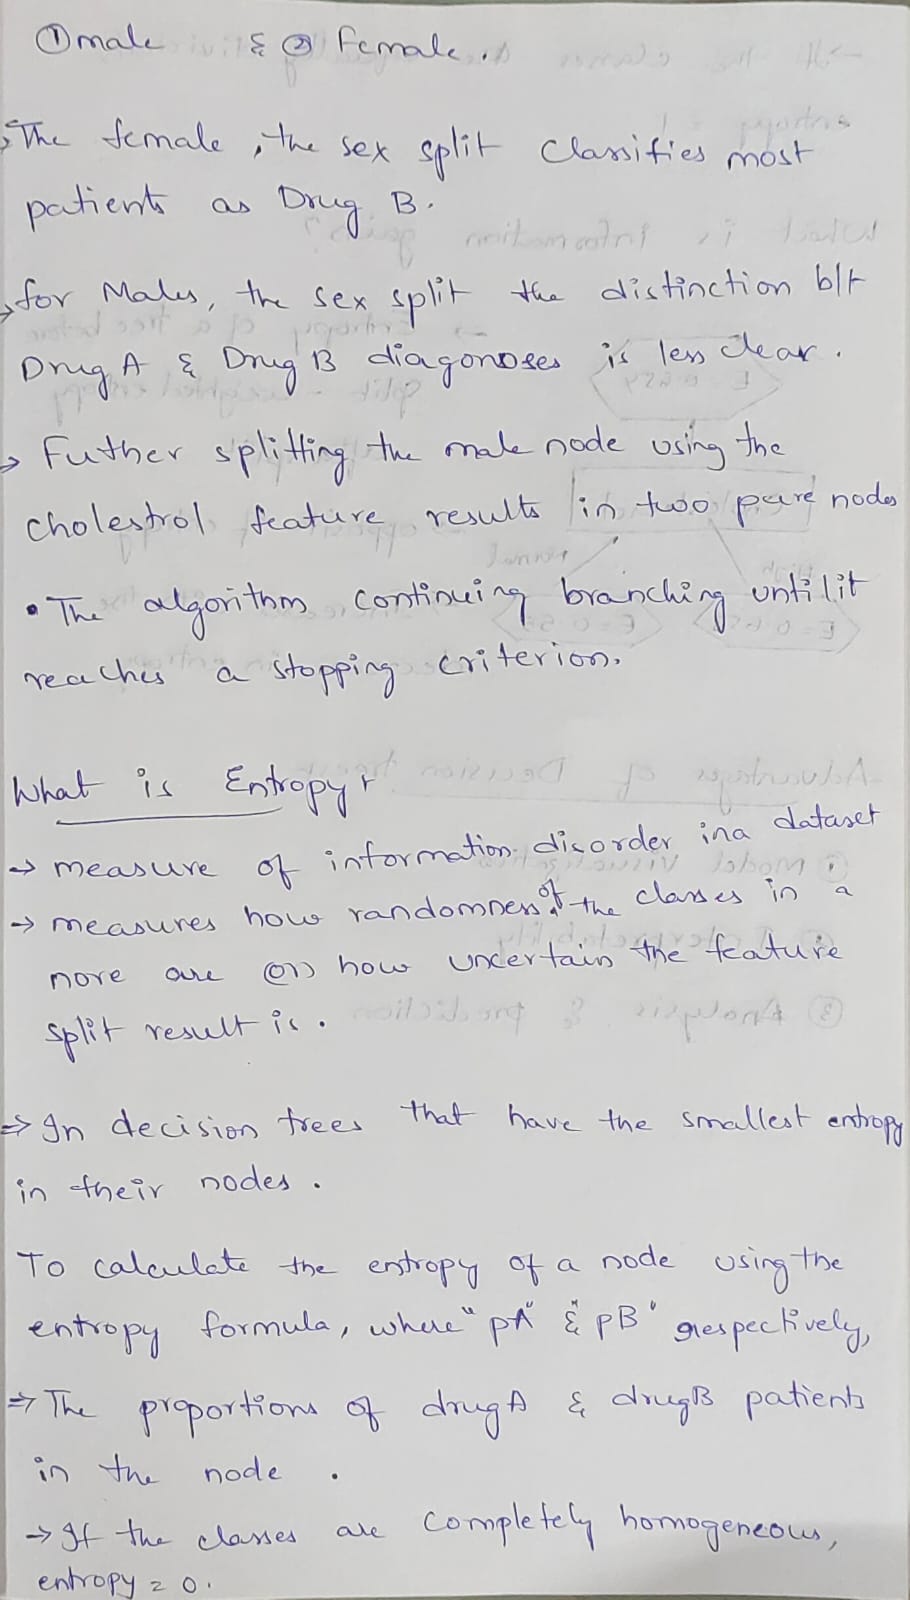 ① male & ② Female.
→ The female, the sex split Classifies most
patients as Drug B.
→ for Males, the sex split the distinction b/t
Drug A & Drug B diagonoses is less clear.
→ Futher splitting the male node using the
cholestrol feature results in two pure nodes
• The algorithm continuing branching until it
reaches a stopping criterion.
What is Entropy?
→ measure of information disorder in a dataset
→ measures how randomness of the classes in a
nore are (or) how uncertain the feature
split result is.
⇒ In decision trees that have the smallest entropy
in their nodes.
To calculate the entropy of a node using the
entropy formula, where "pA" & "pB" respectively,
⇒ The proportions of drugA & drugB patients
in the node.
→ If the classes are completely homogeneous,
entropy = 0.